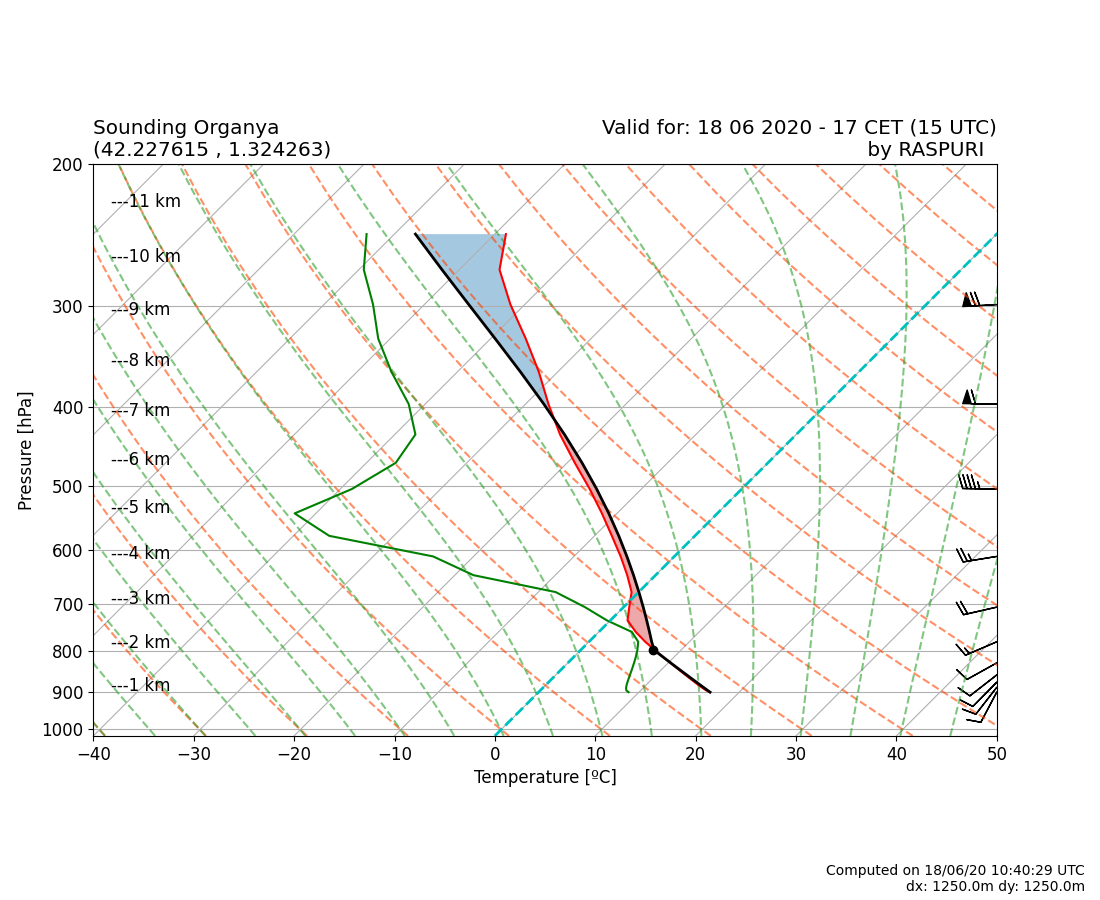 Sounding Organya
(42.227615 , 1.324263)
Valid for: 18 06 2020 - 17 CET (15 UTC)
by RASPURI
200
300
400
500
600
700
800
900
1000
Pressure [hPa]
---11 km
---10 km
---9 km
---8 km
---7 km
---6 km
---5 km
---4 km
---3 km
---2 km
---1 km
−40 −30 −20 −10 0 10 20 30 40 50
Temperature [ºC]
Computed on 18/06/20 10:40:29 UTC
dx: 1250.0m dy: 1250.0m